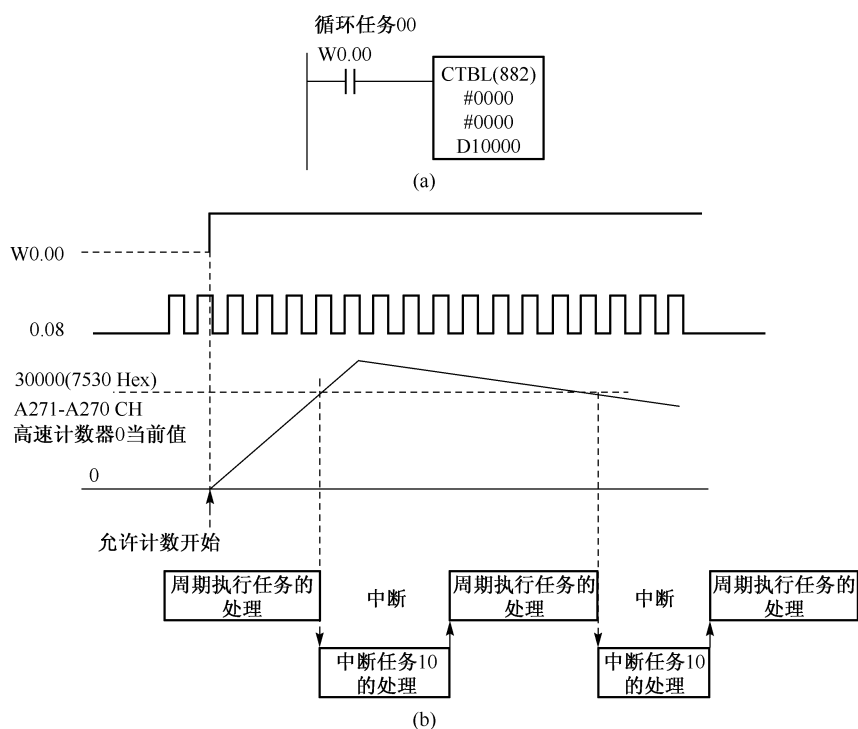 循环任务00
W0.00
CTBL(882)
#0000
#0000
D10000
(a)
W0.00
0.08
30000(7530 Hex)
A271-A270 CH
高速计数器0当前值
0
允许计数开始
周期执行任务的
处理
中断
周期执行任务的
处理
中断
周期执行任务的
处理
中断任务10
的处理
中断任务10
的处理
(b)